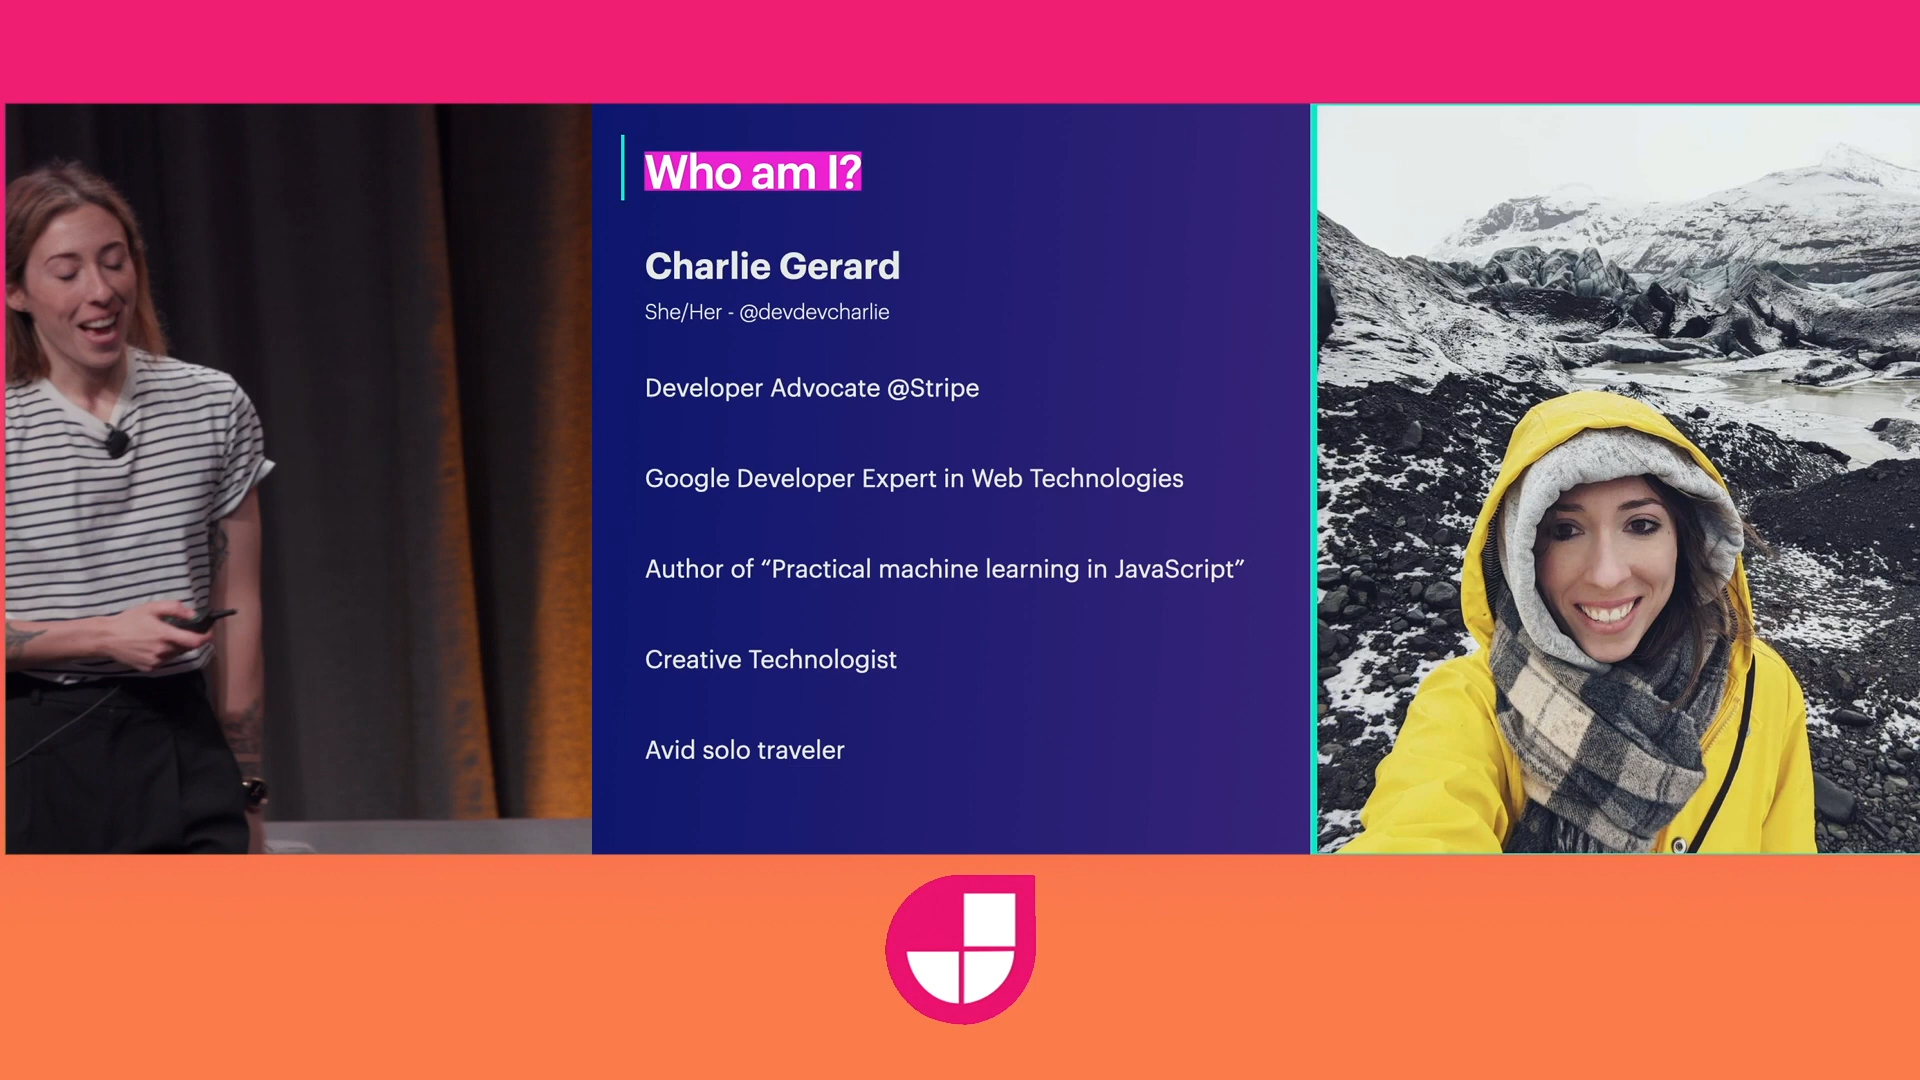 Who am I?
Charlie Gerard
She/Her - @devdevcharlie
Developer Advocate @Stripe
Google Developer Expert in Web Technologies
Author of “Practical machine learning in JavaScript”
Creative Technologist
Avid solo traveler